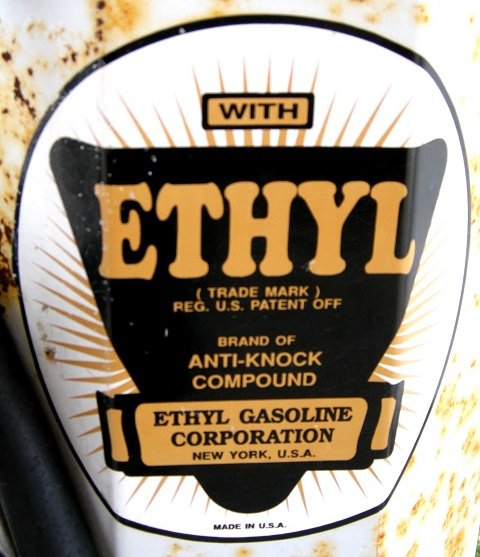 WITH
ETHYL
( TRADE MARK )
REG. U.S. PATENT OFF
BRAND OF
ANTI-KNOCK
COMPOUND
ETHYL GASOLINE
CORPORATION
NEW YORK, U.S.A.
MADE IN U.S.A.